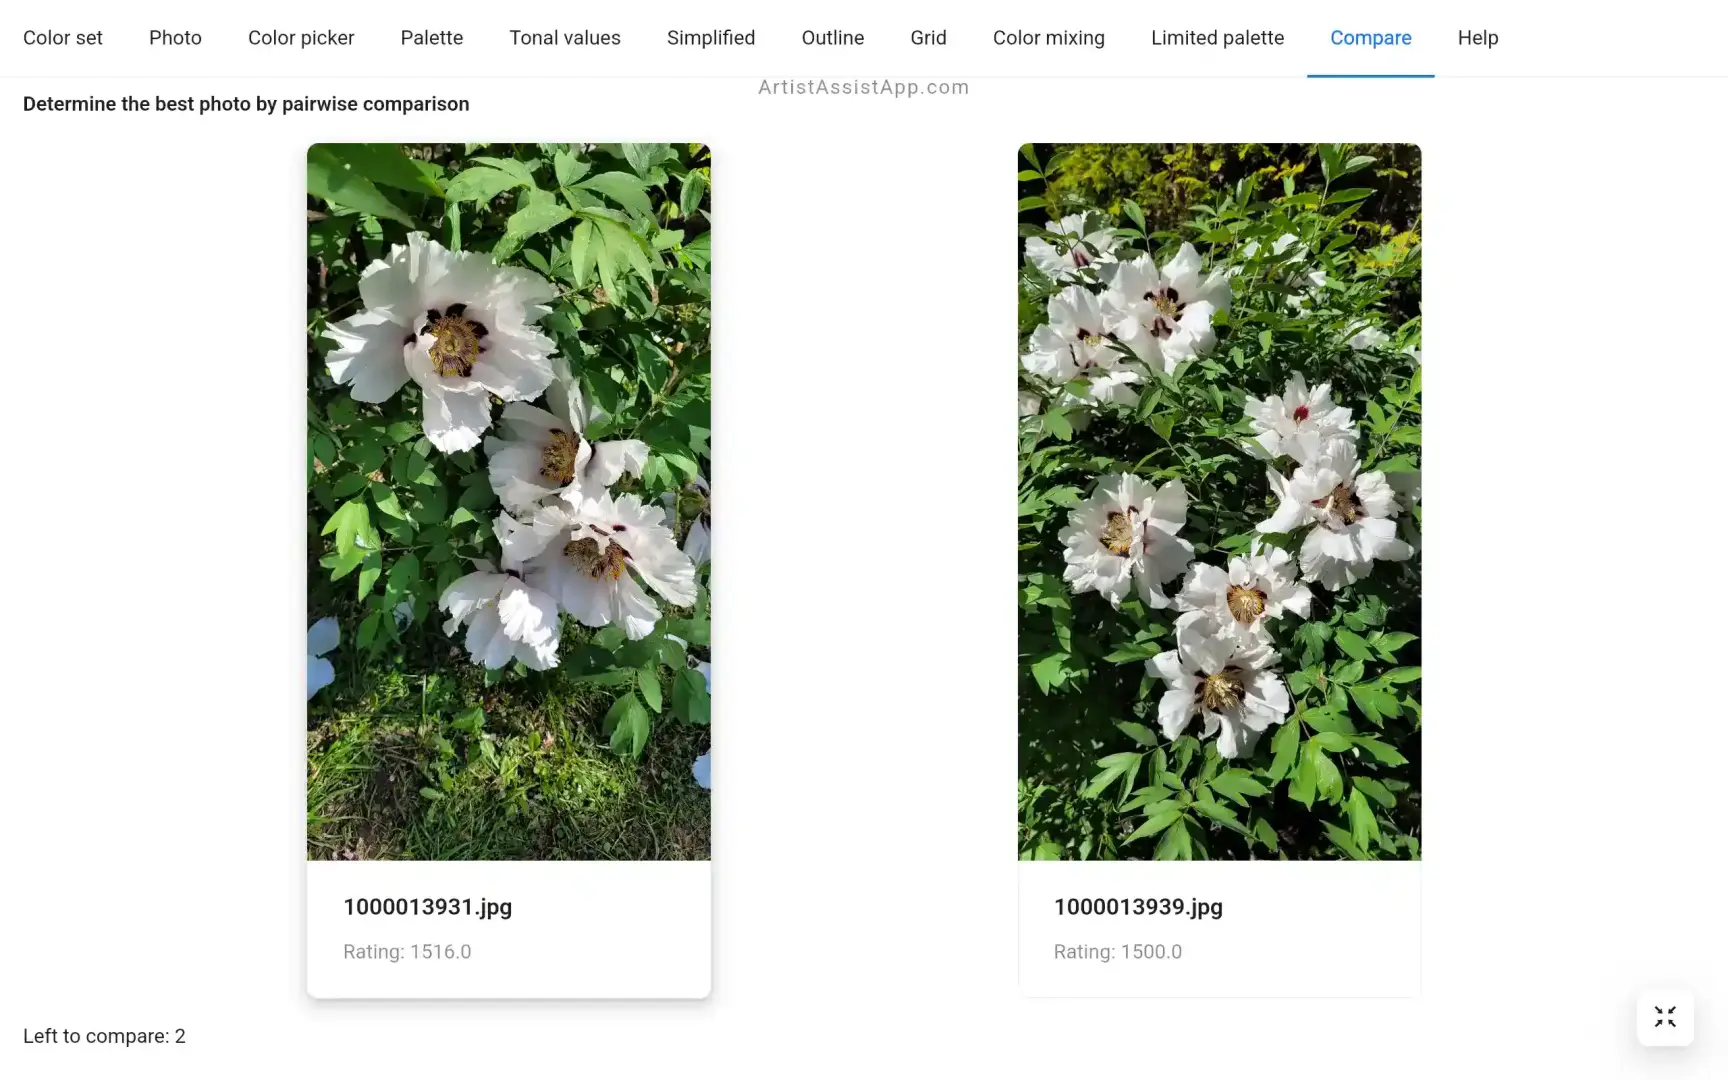 Color set Photo Color picker Palette Tonal values Simplified Outline Grid Color mixing Limited palette Compare Help
ArtistAssistApp.com
Determine the best photo by pairwise comparison
1000013931.jpg
Rating: 1516.0
1000013939.jpg
Rating: 1500.0
Left to compare: 2